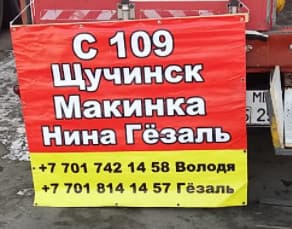 С 109
Щучинск
Макинка
Нина Гёзаль
+7 701 742 14 58 Володя
+7 701 814 14 57 Гёзаль